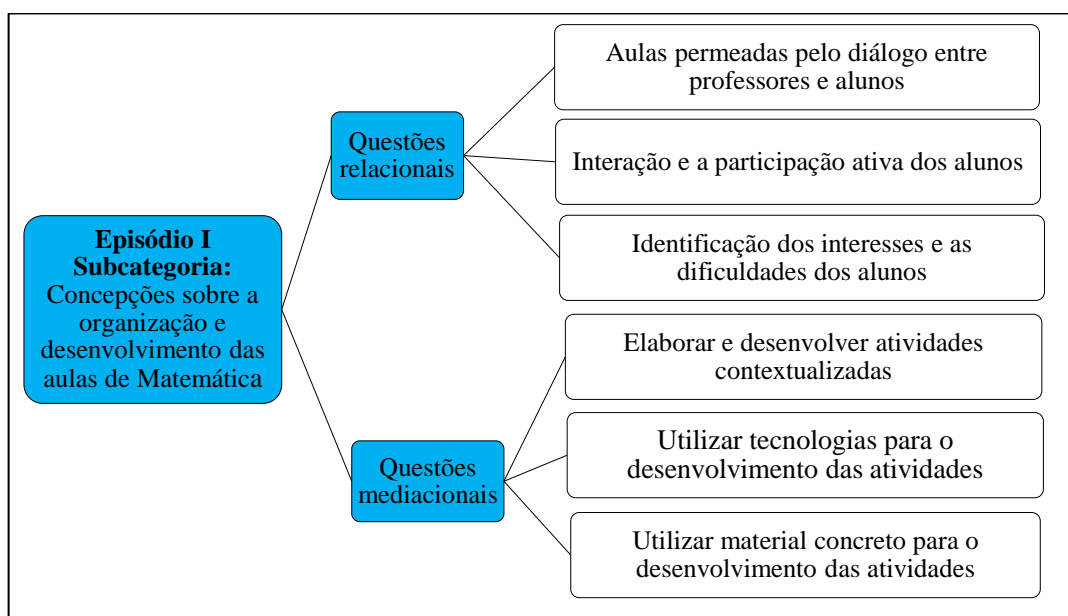 Episódio I
Subcategoria:
Concepções sobre a
organização e
desenvolvimento das
aulas de Matemática
Questões
relacionais
Aulas permeadas pelo diálogo entre
professores e alunos
Interação e a participação ativa dos alunos
Identificação dos interesses e as
dificuldades dos alunos
Questões
mediacionais
Elaborar e desenvolver atividades
contextualizadas
Utilizar tecnologias para o
desenvolvimento das atividades
Utilizar material concreto para o
desenvolvimento das atividades